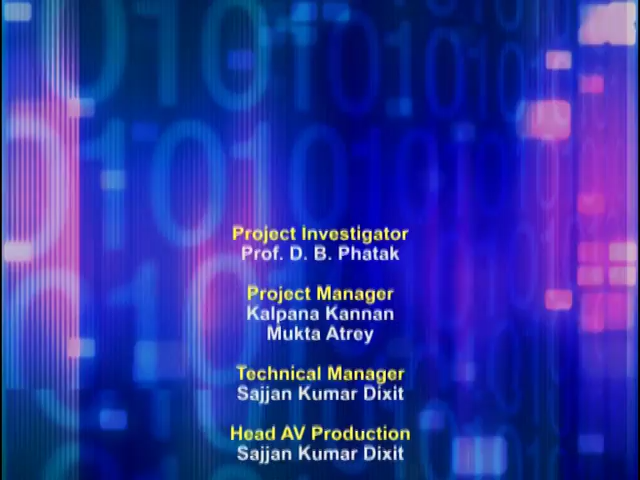 Project Investigator
Prof. D. B. Phatak
Project Manager
Kalpana Kannan
Mukta Atrey
Technical Manager
Sajjan Kumar Dixit
Head AV Production
Sajjan Kumar Dixit